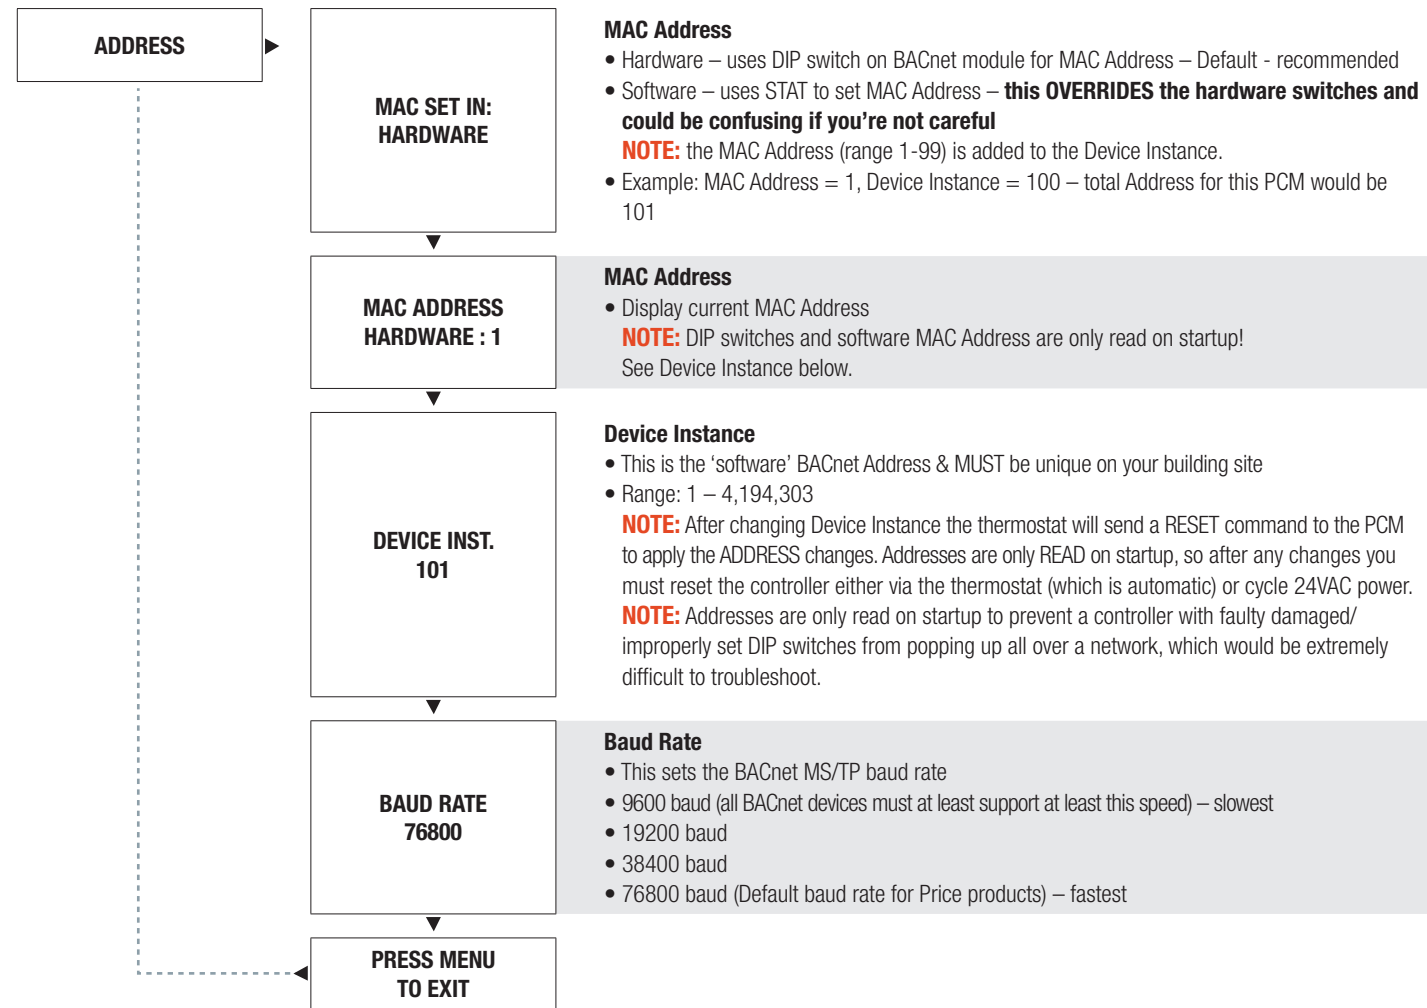 ADDRESS
MAC SET IN:
HARDWARE
MAC Address
• Hardware – uses DIP switch on BACnet module for MAC Address – Default - recommended
• Software – uses STAT to set MAC Address – this OVERRIDES the hardware switches and
could be confusing if you’re not careful
NOTE: the MAC Address (range 1-99) is added to the Device Instance.
• Example: MAC Address = 1, Device Instance = 100 – total Address for this PCM would be
101
MAC ADDRESS
HARDWARE : 1
MAC Address
• Display current MAC Address
NOTE: DIP switches and software MAC Address are only read on startup!
See Device Instance below.
DEVICE INST.
101
Device Instance
• This is the ‘software’ BACnet Address & MUST be unique on your building site
• Range: 1 – 4,194,303
NOTE: After changing Device Instance the thermostat will send a RESET command to the PCM
to apply the ADDRESS changes. Addresses are only READ on startup, so after any changes you
must reset the controller either via the thermostat (which is automatic) or cycle 24VAC power.
NOTE: Addresses are only read on startup to prevent a controller with faulty damaged/
improperly set DIP switches from popping up all over a network, which would be extremely
difficult to troubleshoot.
BAUD RATE
76800
Baud Rate
• This sets the BACnet MS/TP baud rate
• 9600 baud (all BACnet devices must at least support at least this speed) – slowest
• 19200 baud
• 38400 baud
• 76800 baud (Default baud rate for Price products) – fastest
PRESS MENU
TO EXIT